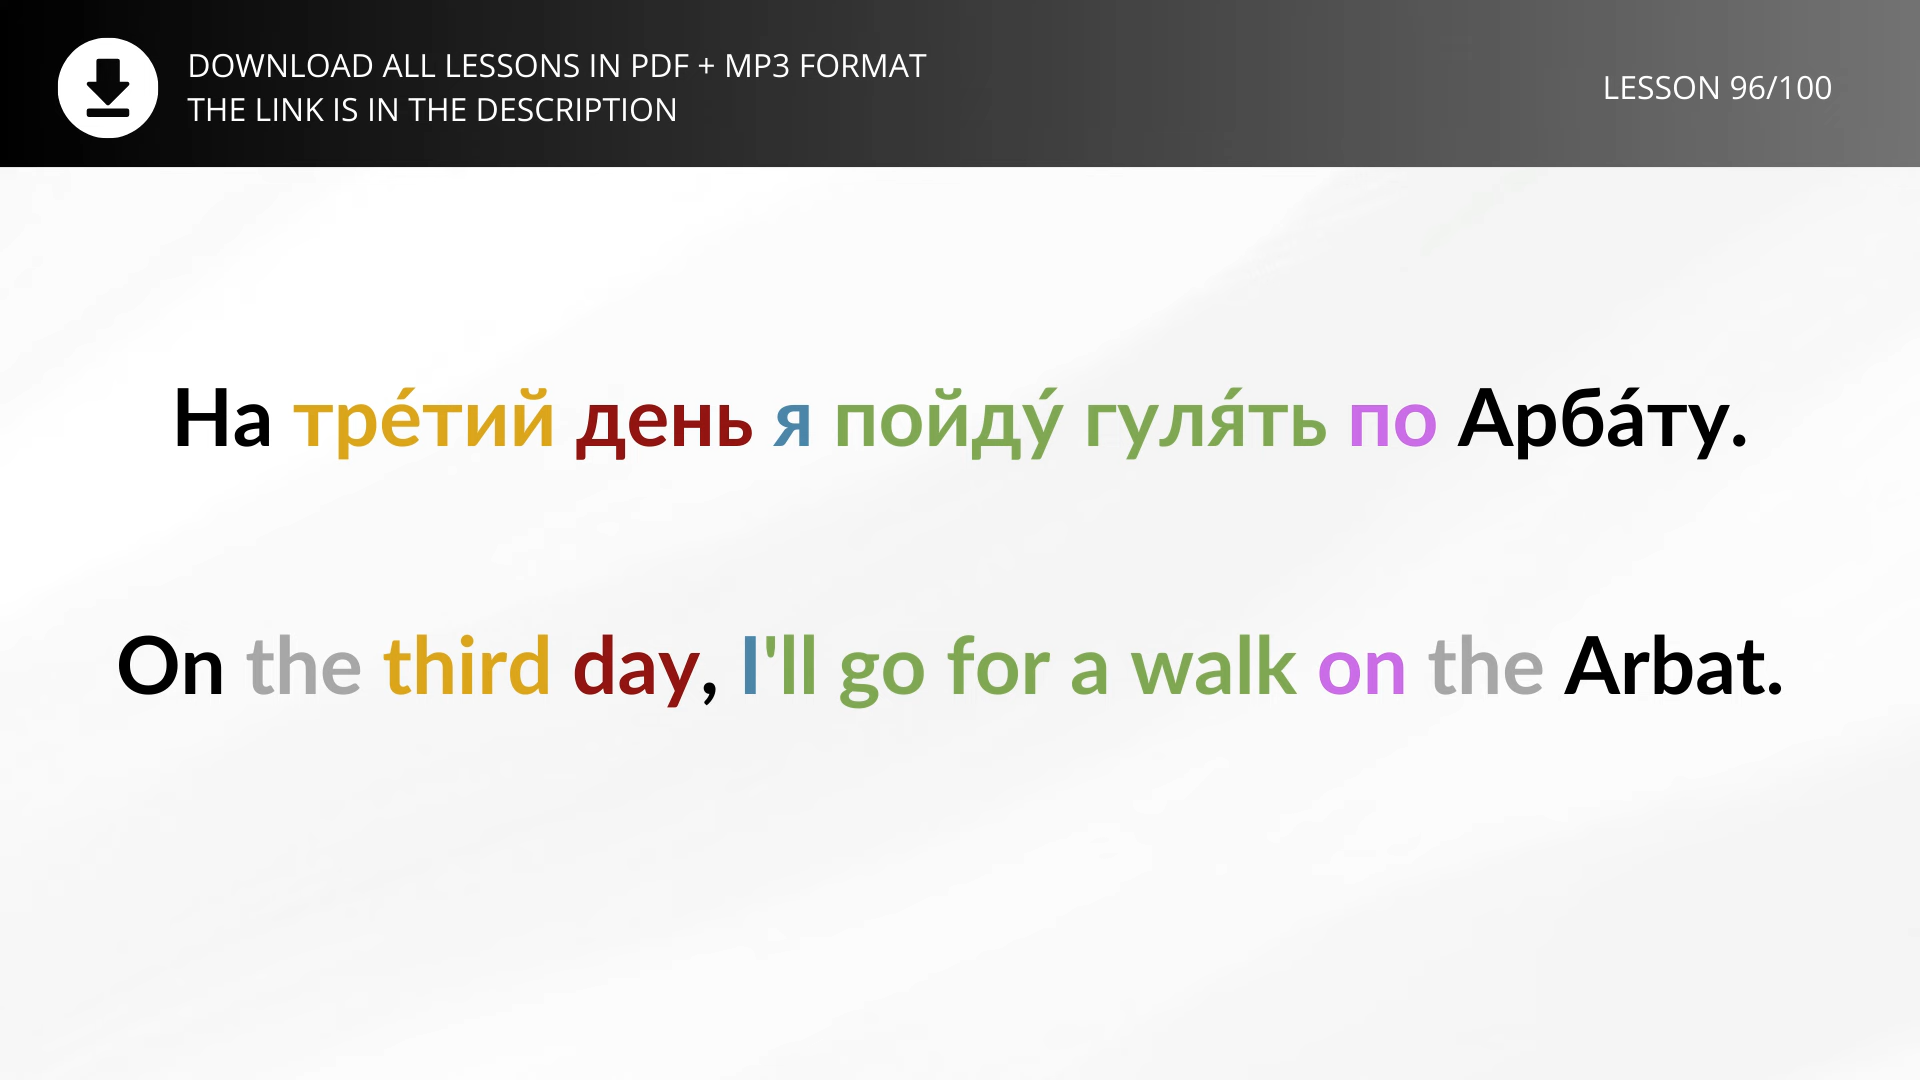 DOWNLOAD ALL LESSONS IN PDF + MP3 FORMAT
THE LINK IS IN THE DESCRIPTION
LESSON 96/100
На тре́тий день я пойду́ гуля́ть по Арба́ту.
On the third day, I'll go for a walk on the Arbat.